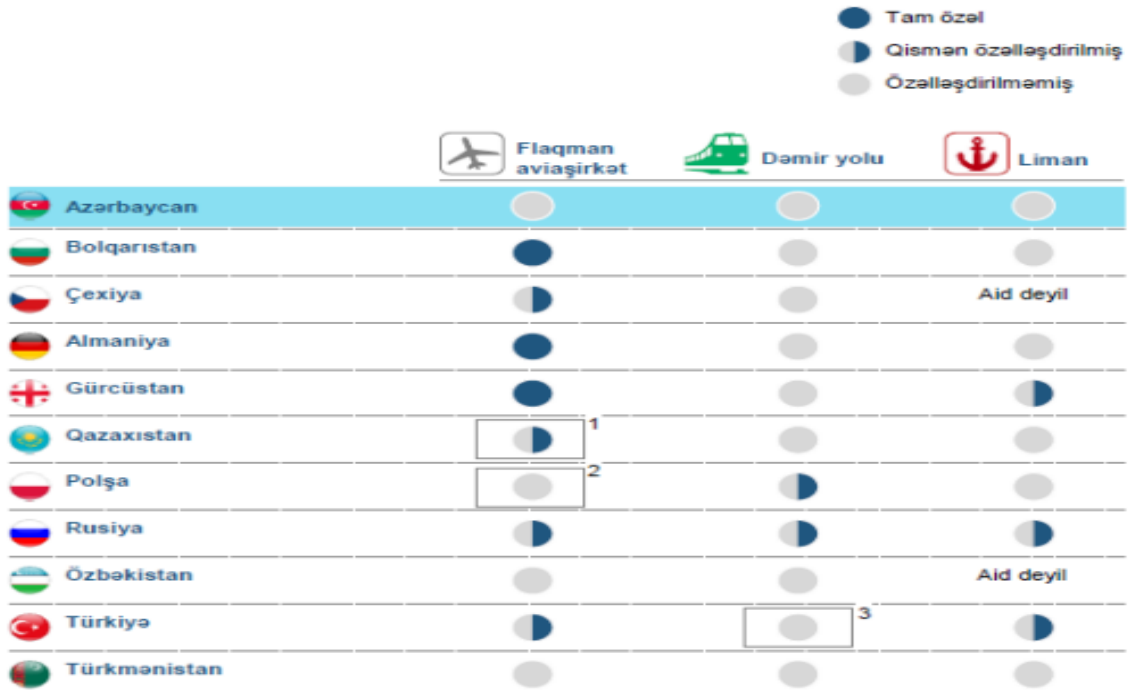 Tam özəl
Qismən özəlləşdirilmiş
Özəlləşdirilməmiş
Flaqman
aviaşirkət
Dəmir yolu
Liman
Azərbaycan
Bolqarıstan
Çexiya Aid deyil
Almaniya
Gürcüstan
Qazaxıstan 1
Polşa 2
Rusiya
Özbəkistan Aid deyil
Türkiyə 3
Türkmənistan